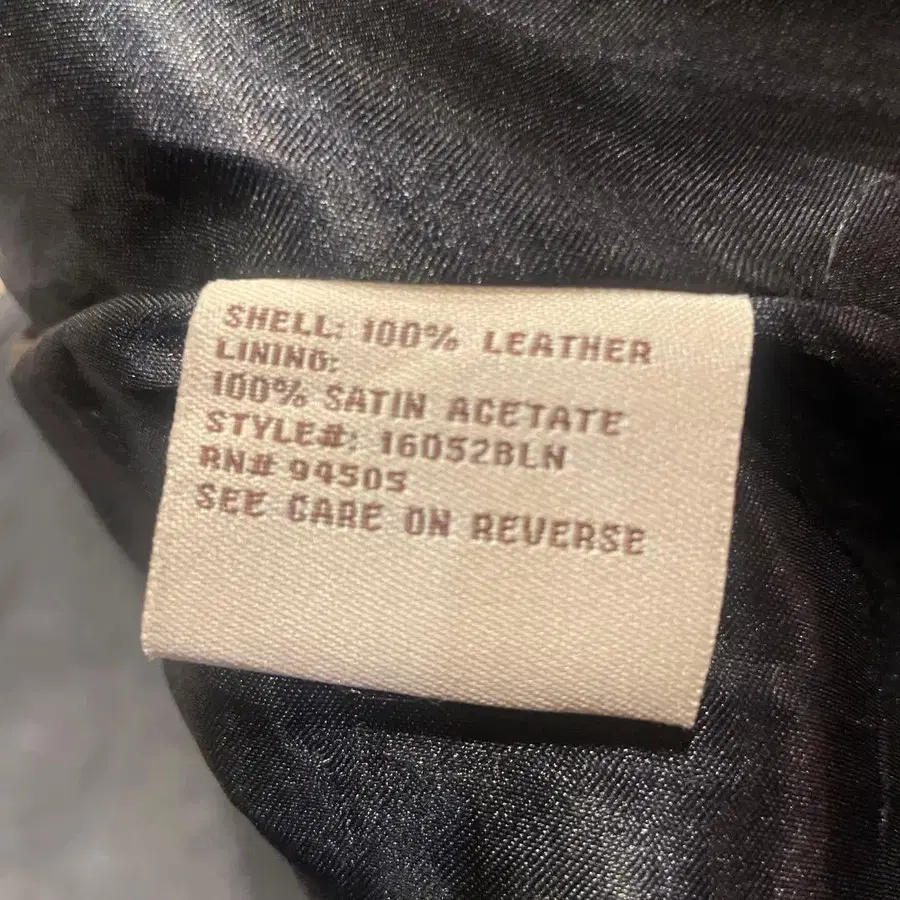 SHELL: 100% LEATHER
LINING:
100% SATIN ACETATE
STYLE#: 16052BLN
RN# 94505
SEE CARE ON REVERSE